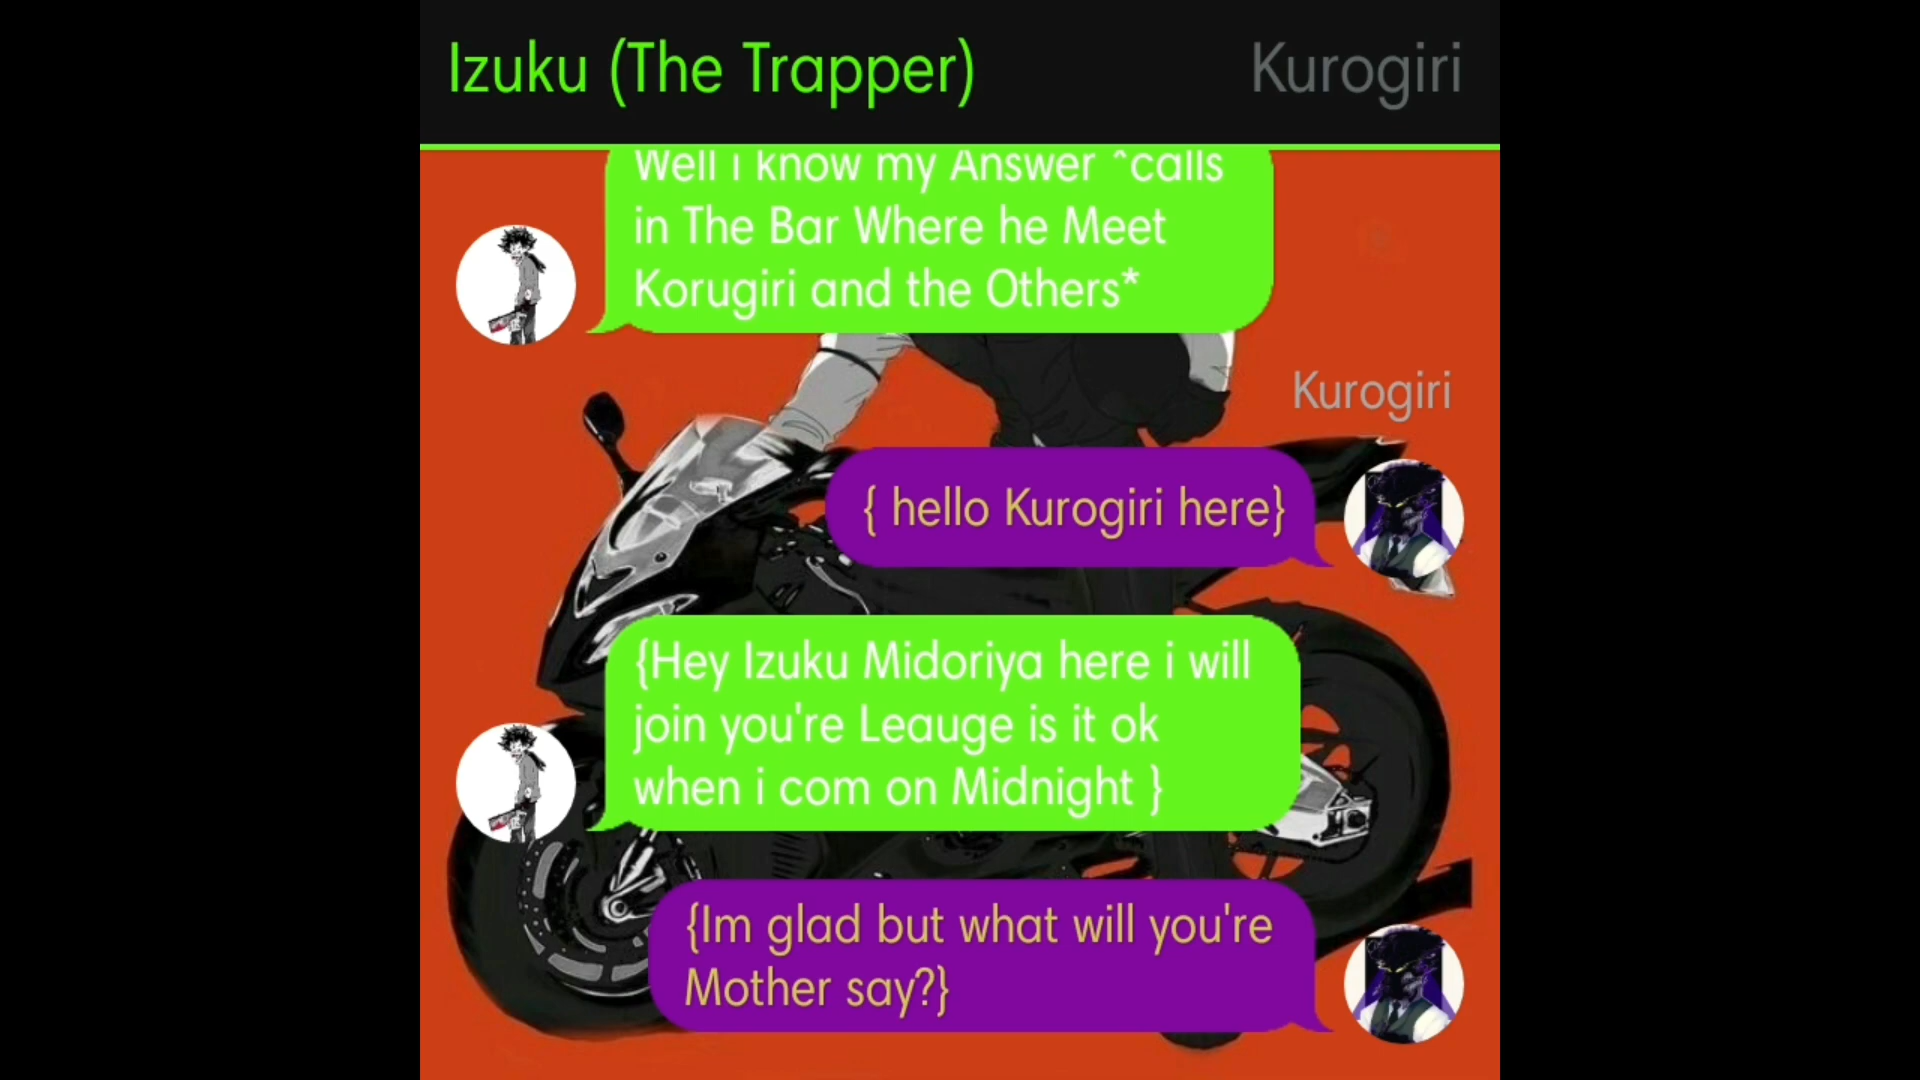 Izuku (The Trapper) Kurogiri
Well i know my Answer *calls
in The Bar Where he Meet
Korugiri and the Others*
Kurogiri
{ hello Kurogiri here}
{Hey Izuku Midoriya here i will
join you're Leauge is it ok
when i com on Midnight }
{Im glad but what will you're
Mother say?}